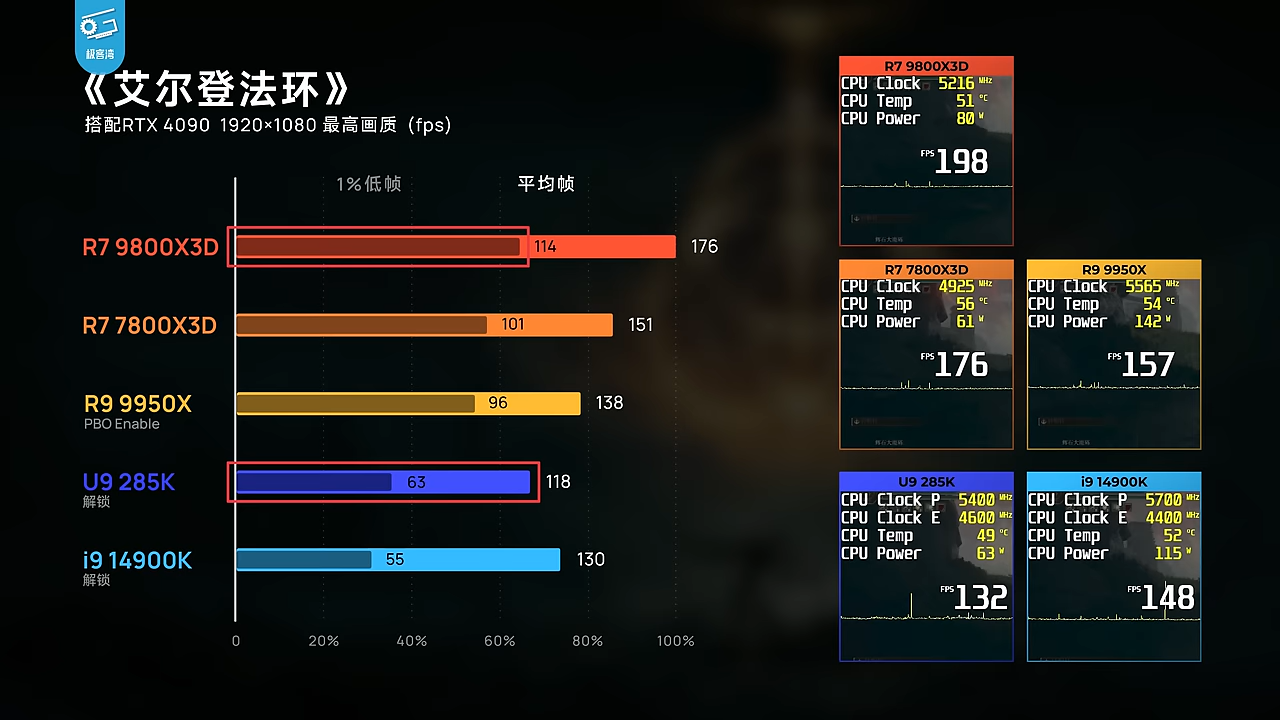 极客湾
《艾尔登法环》
搭配RTX 4090 1920×1080 最高画质（fps）
1%低帧 平均帧
R7 9800X3D 114 176
R7 7800X3D 101 151
R9 9950X 96 138
PBO Enable
U9 285K 63 118
解锁
i9 14900K 55 130
解锁
0 20% 40% 60% 80% 100%
R7 9800X3D
CPU Clock 5216 MHz
CPU Temp 51 °C
CPU Power 80 W
FPS 198
R7 7800X3D
CPU Clock 4925 MHz
CPU Temp 56 °C
CPU Power 61 W
FPS 176
R9 9950X
CPU Clock 5565 MHz
CPU Temp 54 °C
CPU Power 142 W
FPS 157
U9 285K
CPU Clock P 5400 MHz
CPU Clock E 4600 MHz
CPU Temp 49 °C
CPU Power 63 W
FPS 132
i9 14900K
CPU Clock P 5700 MHz
CPU Clock E 4400 MHz
CPU Temp 52 °C
CPU Power 115 W
FPS 148